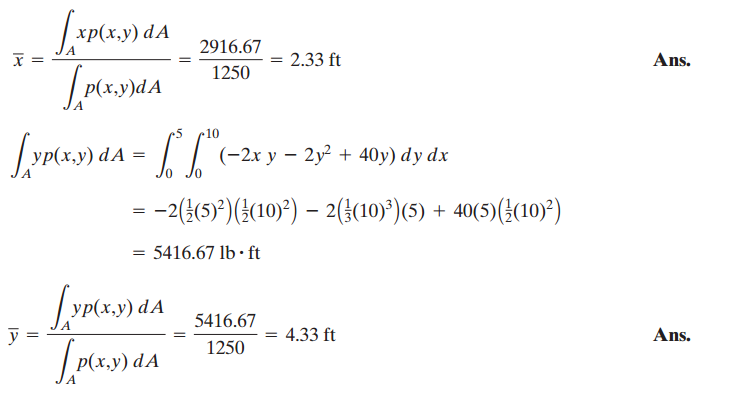 x̄ = ∫_A xp(x,y) dA / ∫_A p(x,y)dA = 2916.67 / 1250 = 2.33 ft Ans.
∫_A yp(x,y) dA = ∫_0^5 ∫_0^10 (−2x y − 2y² + 40y) dy dx
= −2(½(5)²)(½(10)²) − 2(⅓(10)³)(5) + 40(5)(½(10)²)
= 5416.67 lb · ft
ȳ = ∫_A yp(x,y) dA / ∫_A p(x,y) dA = 5416.67 / 1250 = 4.33 ft Ans.